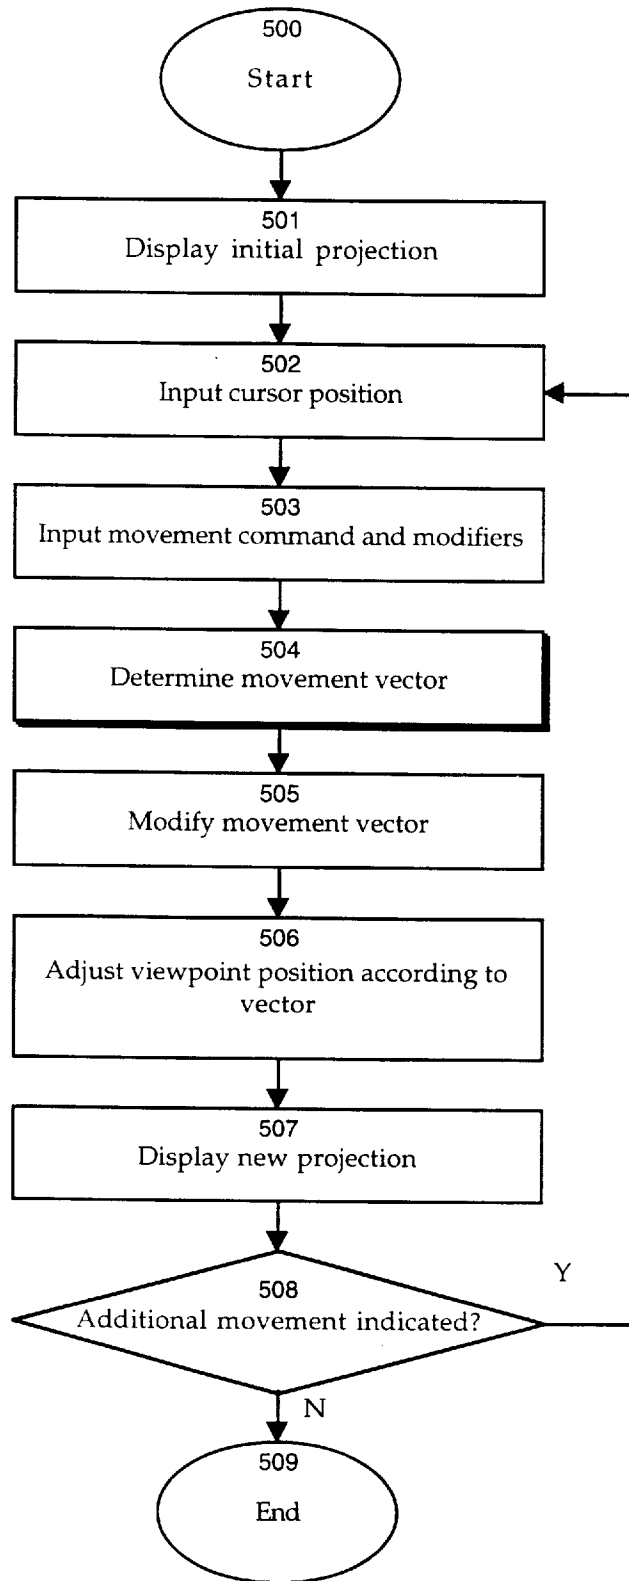 500
Start
501
Display initial projection
502
Input cursor position
503
Input movement command and modifiers
504
Determine movement vector
505
Modify movement vector
506
Adjust viewpoint position according to
vector
507
Display new projection
Y
508
Additional movement indicated?
N
509
End